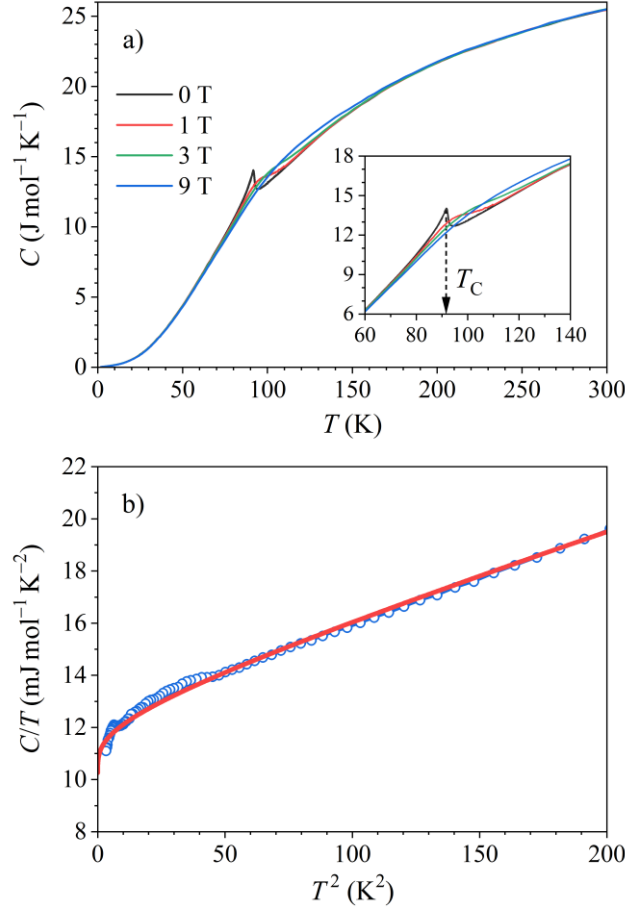 a)
0 T
1 T
3 T
9 T
C (J mol⁻¹ K⁻¹)
25
20
15
10
5
0
0 50 100 150 200 250 300
T (K)
18
15
12
9
6
60 80 100 120 140
T_C
b)
C/T (mJ mol⁻¹ K⁻²)
22
20
18
16
14
12
10
8
0 50 100 150 200
T² (K²)